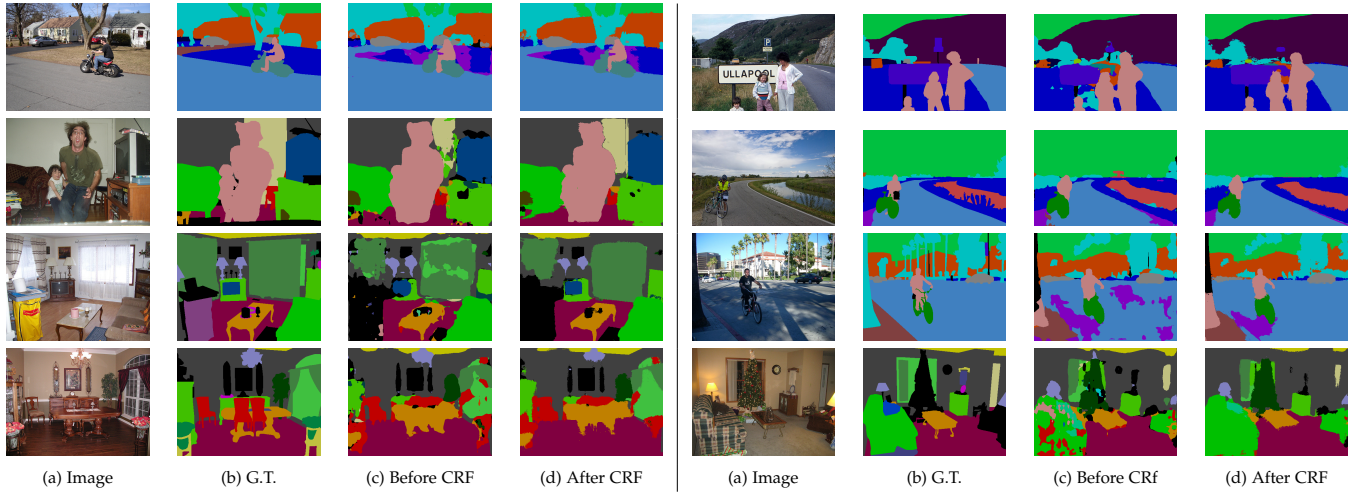 P
ULLAPOOL
(a) Image
(b) G.T.
(c) Before CRF
(d) After CRF
(a) Image
(b) G.T.
(c) Before CRf
(d) After CRF